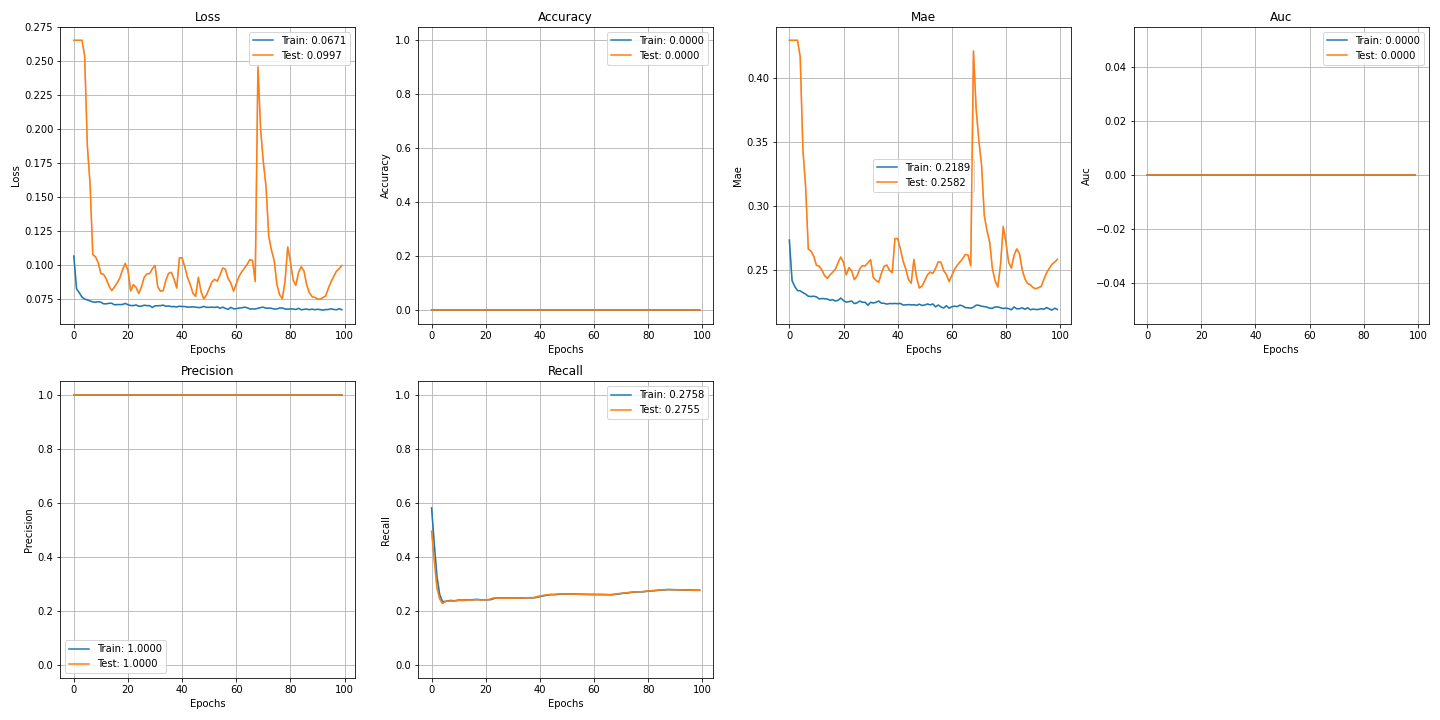 Loss
Train: 0.0671
Test: 0.0997
0.275
0.250
0.225
0.200
0.175
0.150
0.125
0.100
0.075
Loss
0 20 40 60 80 100
Epochs
Accuracy
Train: 0.0000
Test: 0.0000
1.0
0.8
0.6
0.4
0.2
0.0
Accuracy
0 20 40 60 80 100
Epochs
Mae
Train: 0.2189
Test: 0.2582
0.40
0.35
0.30
0.25
Mae
0 20 40 60 80 100
Epochs
Auc
Train: 0.0000
Test: 0.0000
0.04
0.02
0.00
−0.02
−0.04
Auc
0 20 40 60 80 100
Epochs
Precision
1.0
0.8
0.6
0.4
0.2
0.0
Precision
Train: 1.0000
Test: 1.0000
0 20 40 60 80 100
Epochs
Recall
Train: 0.2758
Test: 0.2755
1.0
0.8
0.6
0.4
0.2
0.0
Recall
0 20 40 60 80 100
Epochs